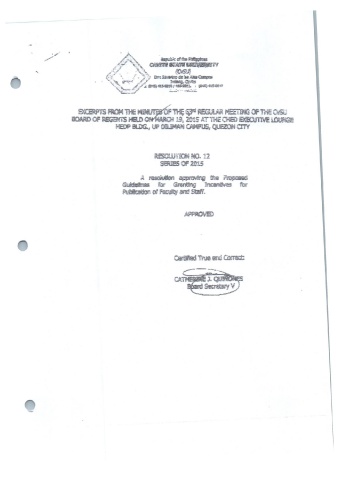 Republic of the Philippines
CAVITE STATE UNIVERSITY
(CvSU)
Don Severino de las Alas Campus
Indang, Cavite
EXCERPTS FROM THE MINUTES OF THE 53RD REGULAR MEETING OF THE CvSU
BOARD OF REGENTS HELD ON MARCH 19, 2015 AT THE CHED EXECUTIVE LOUNGE
HEDP BLDG., UP DILIMAN CAMPUS, QUEZON CITY
RESOLUTION NO. 12
SERIES OF 2015
A resolution approving the Proposed
Guidelines for Granting Incentives for
Publication of Faculty and Staff.
APPROVED
Certified True and Correct:
CATHERINE J. QUIÑONES
Board Secretary V